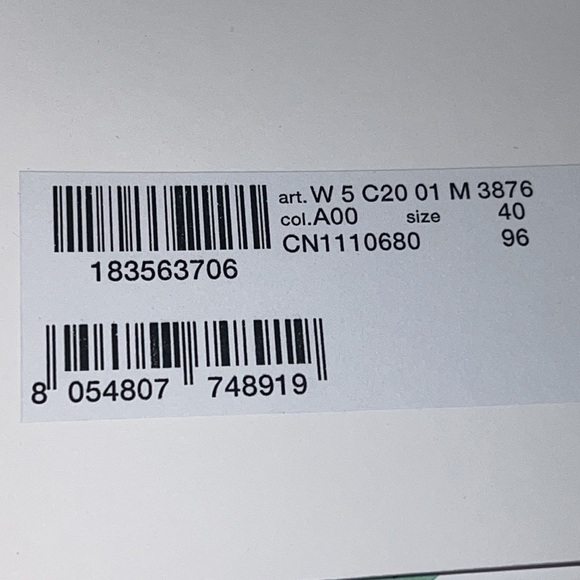 art. W 5 C20 01 M 3876
col.A00 size 40
CN1110680 96
183563706
8 054807 748919